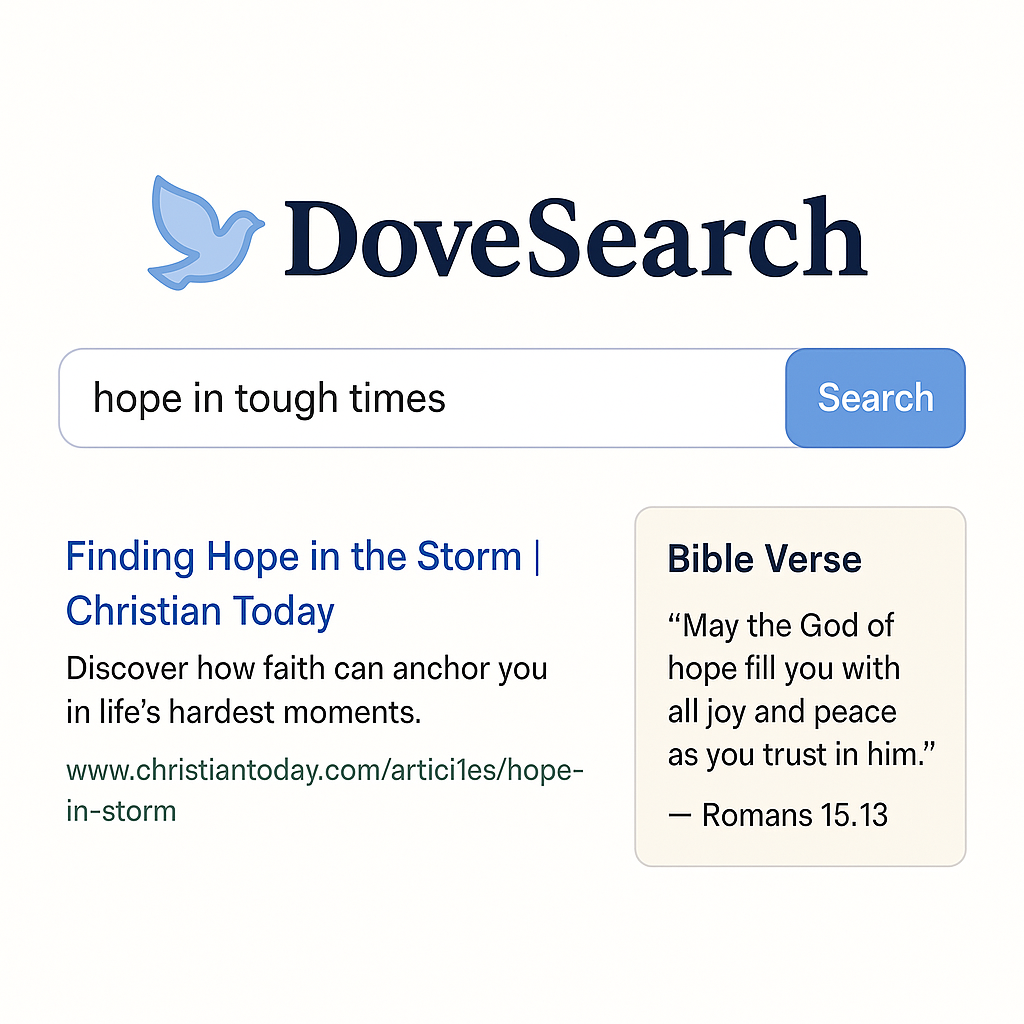 DoveSearch
hope in tough times
Search
Finding Hope in the Storm |
Christian Today
Discover how faith can anchor you
in life’s hardest moments.
www.christiantoday.com/artici1es/hope-
in-storm
Bible Verse
“May the God of
hope fill you with
all joy and peace
as you trust in him.”
— Romans 15.13